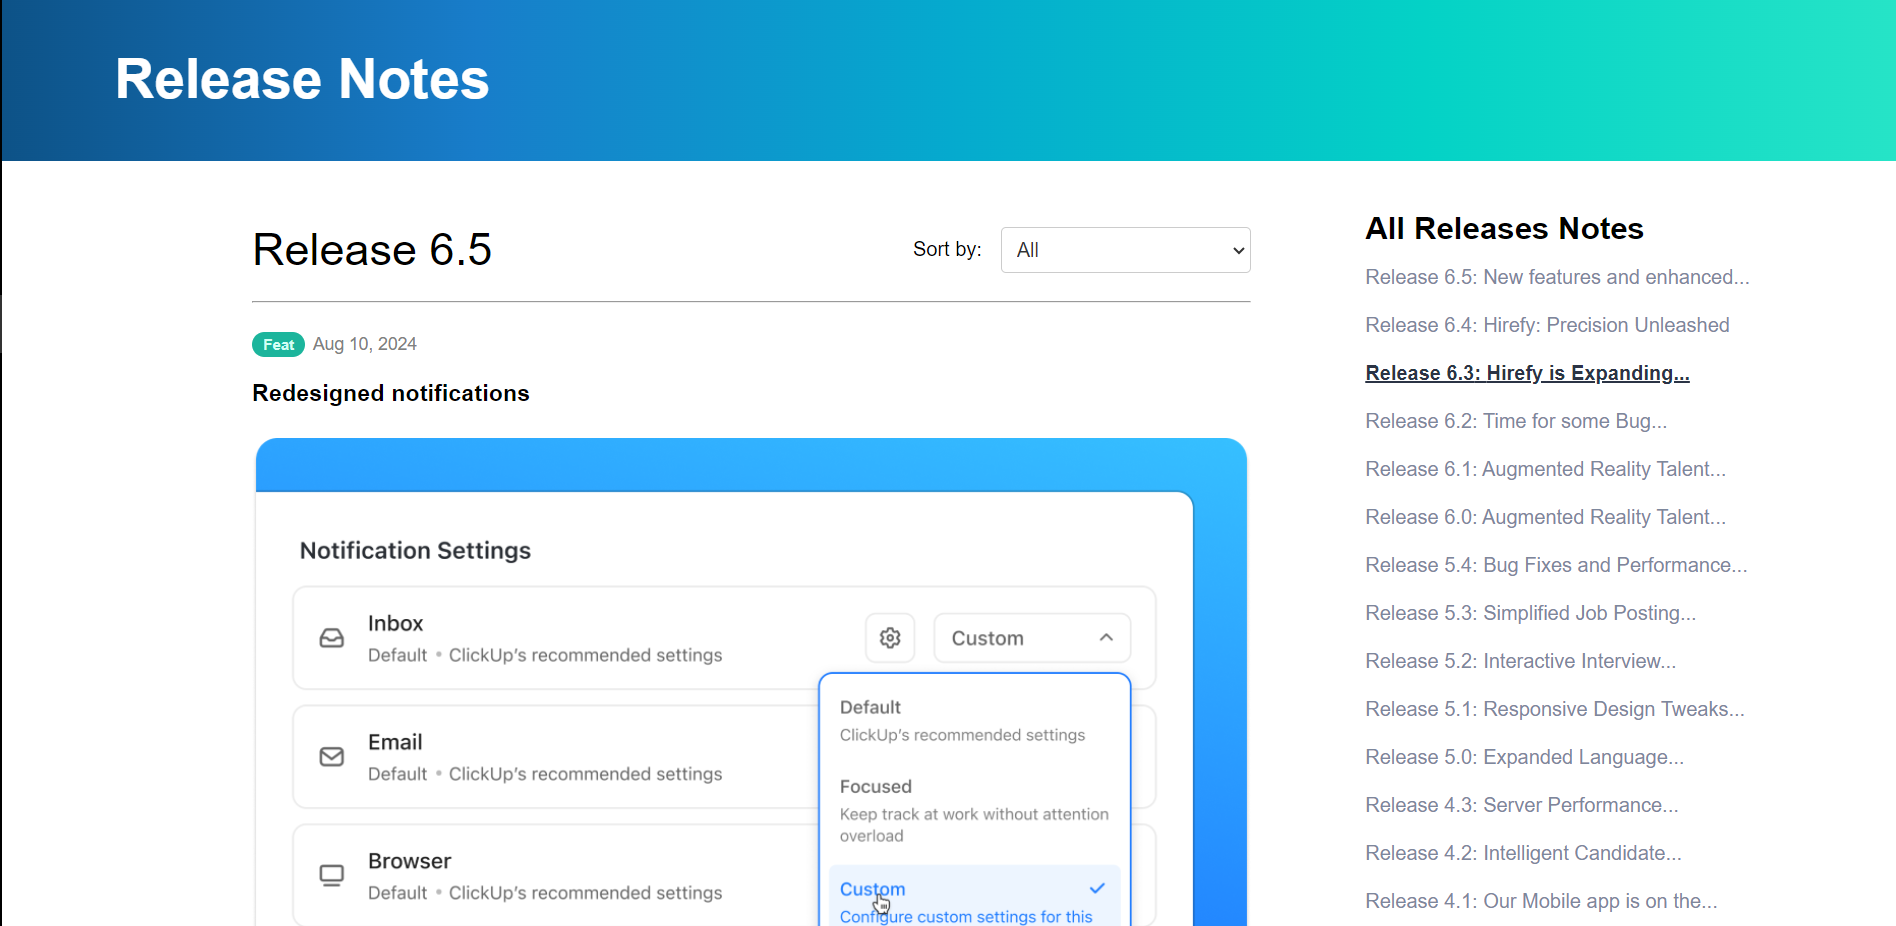 Release Notes
Release 6.5
Sort by:
All
Feat
Aug 10, 2024
Redesigned notifications
Notification Settings
Inbox
Default • ClickUp's recommended settings
Custom
Default
ClickUp's recommended settings
Focused
Keep track at work without attention
overload
Custom
Configure custom settings for this
Email
Default • ClickUp's recommended settings
Browser
Default • ClickUp's recommended settings
All Releases Notes
Release 6.5: New features and enhanced...
Release 6.4: Hirefy: Precision Unleashed
Release 6.3: Hirefy is Expanding...
Release 6.2: Time for some Bug...
Release 6.1: Augmented Reality Talent...
Release 6.0: Augmented Reality Talent...
Release 5.4: Bug Fixes and Performance...
Release 5.3: Simplified Job Posting...
Release 5.2: Interactive Interview...
Release 5.1: Responsive Design Tweaks...
Release 5.0: Expanded Language...
Release 4.3: Server Performance...
Release 4.2: Intelligent Candidate...
Release 4.1: Our Mobile app is on the...